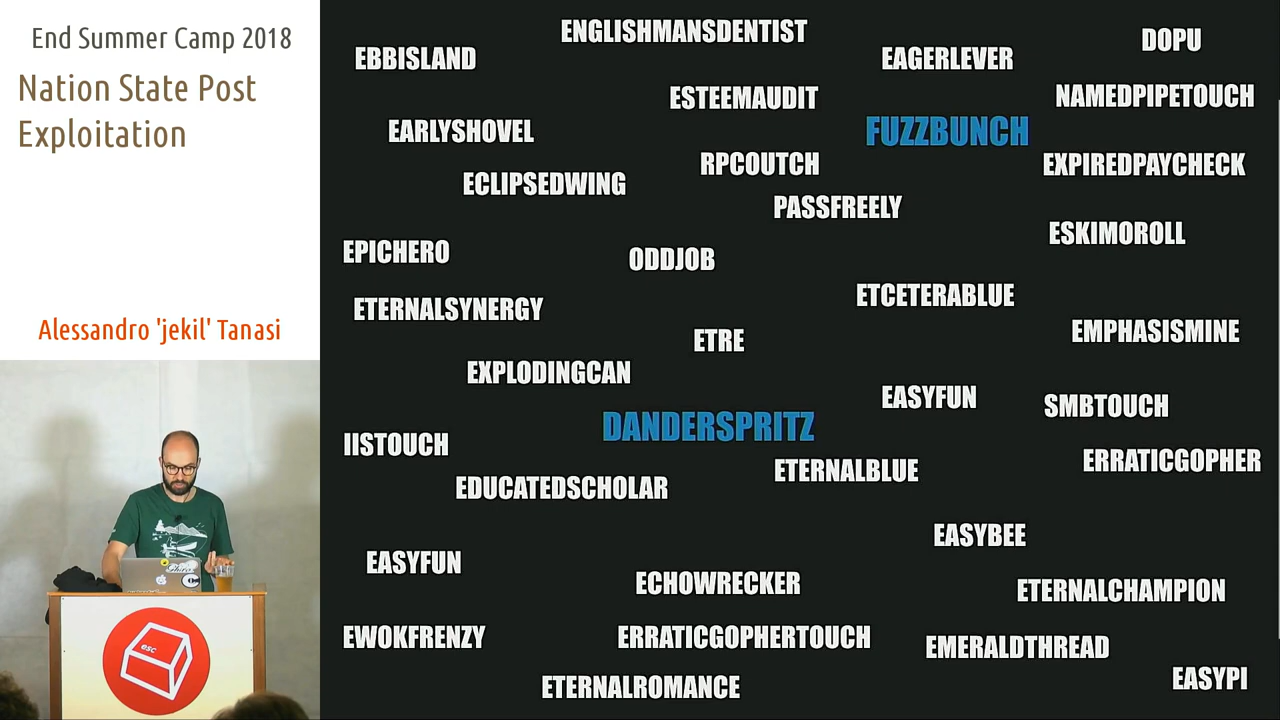 End Summer Camp 2018
Nation State Post
Exploitation
Alessandro 'jekil' Tanasi
esc
ENGLISHMANSDENTIST
DOPU
EBBISLAND
EAGERLEVER
ESTEEMAUDIT
NAMEDPIPETOUCH
EARLYSHOVEL
FUZZBUNCH
RPCOUTCH
EXPIREDPAYCHECK
ECLIPSEDWING
PASSFREELY
ESKIMOROLL
EPICHERO
ODDJOB
ETCETERABLUE
ETERNALSYNERGY
EMPHASISMINE
ETRE
EXPLODINGCAN
EASYFUN
SMBTOUCH
DANDERSPRITZ
IISTOUCH
ERRATICGOPHER
ETERNALBLUE
EDUCATEDSCHOLAR
EASYBEE
EASYFUN
ECHOWRECKER
ETERNALCHAMPION
EWOKFRENZY
ERRATICGOPHERTOUCH
EMERALDTHREAD
EASYPI
ETERNALROMANCE